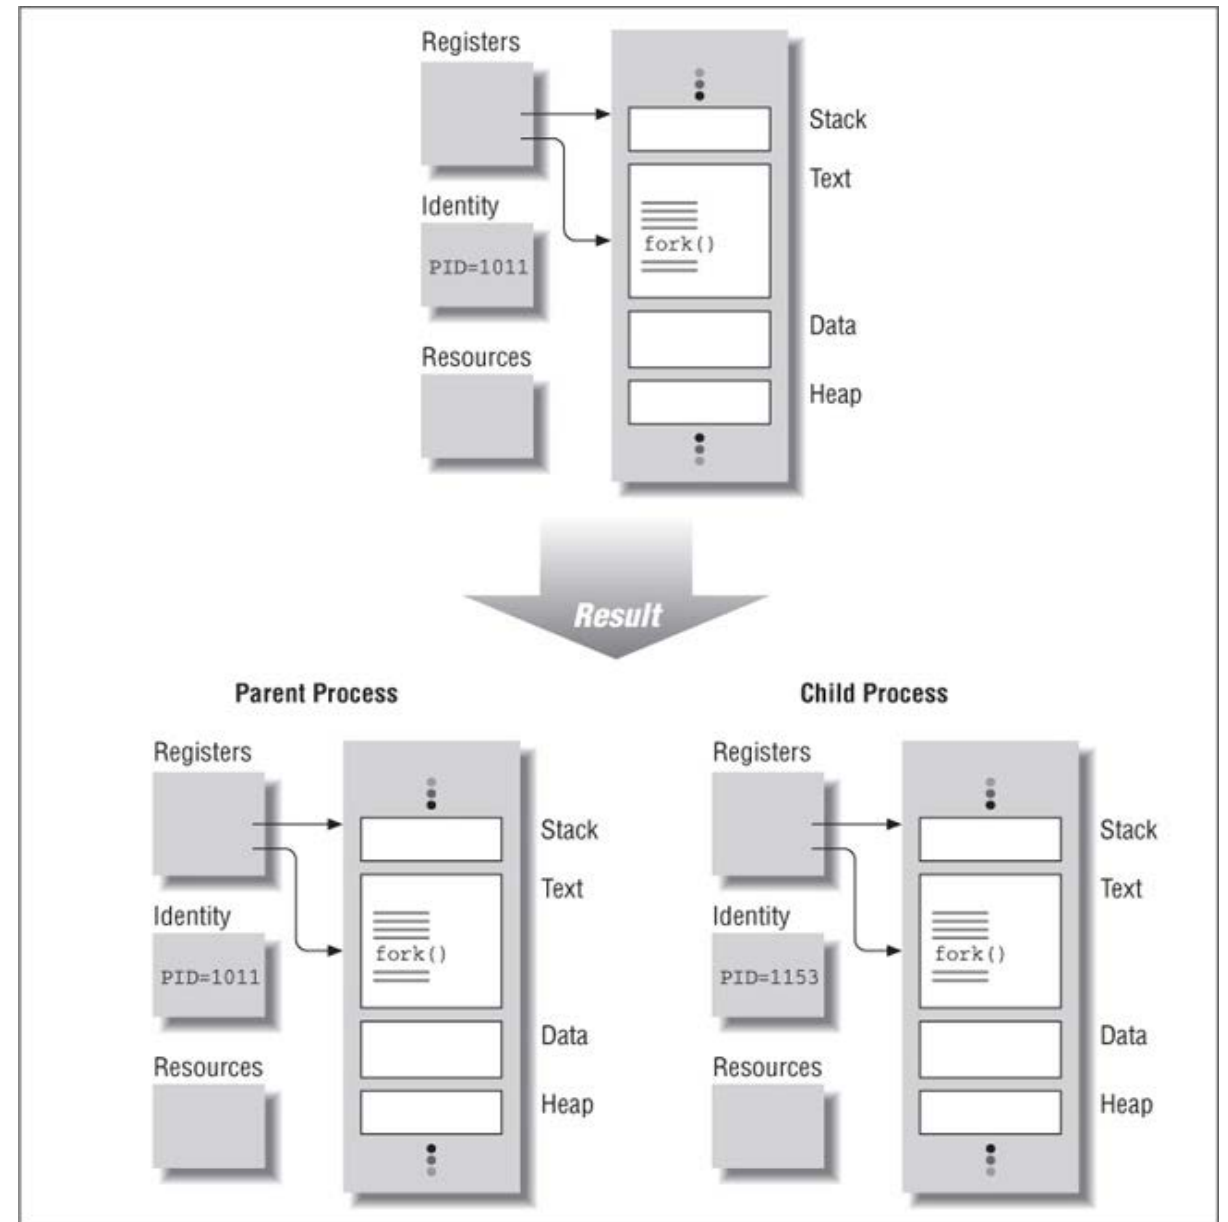 Registers
Stack
Text
Identity
fork()
PID=1011
Data
Resources
Heap
Result
Parent Process
Registers
Stack
Text
Identity
fork()
PID=1011
Data
Resources
Heap
Child Process
Registers
Stack
Text
Identity
fork()
PID=1153
Data
Resources
Heap